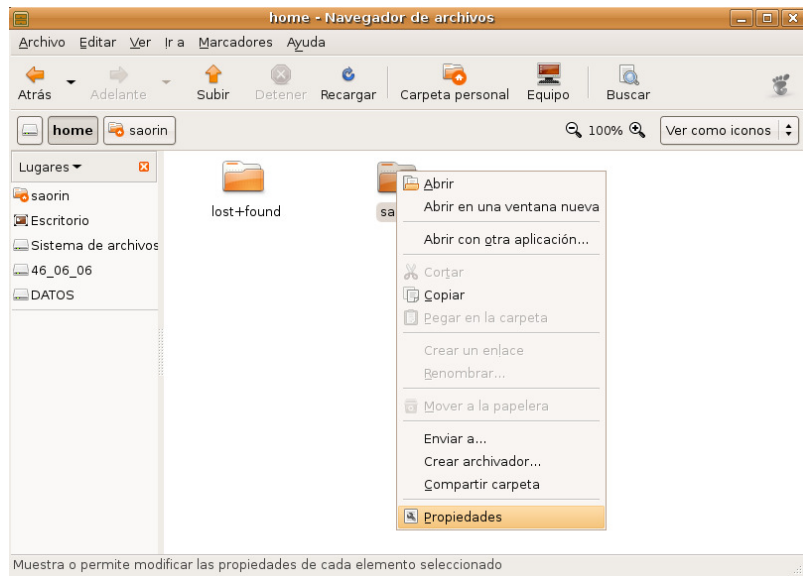 home - Navegador de archivos
Archivo Editar Ver Ir a Marcadores Ayuda
Atrás Adelante Subir Detener Recargar Carpeta personal Equipo Buscar
home saorin 100% Ver como iconos
Lugares
saorin
Escritorio
Sistema de archivos
46_06_06
DATOS
lost+found
sa
Abrir
Abrir en una ventana nueva
Abrir con otra aplicación...
Cortar
Copiar
Pegar en la carpeta
Crear un enlace
Renombrar...
Mover a la papelera
Enviar a...
Crear archivador...
Compartir carpeta
Propiedades
Muestra o permite modificar las propiedades de cada elemento seleccionado